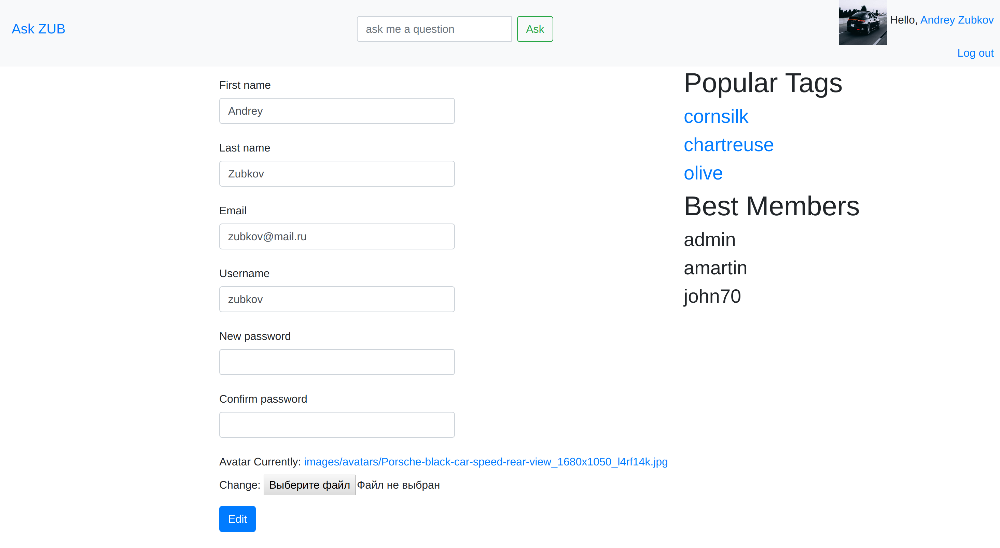 Ask ZUB
ask me a question
Ask
Hello, Andrey Zubkov
Log out
First name
Andrey
Last name
Zubkov
Email
zubkov@mail.ru
Username
zubkov
New password
Confirm password
Avatar Currently: images/avatars/Porsche-black-car-speed-rear-view_1680x1050_l4rf14k.jpg
Change: Выберите файл Файл не выбран
Edit
Popular Tags
cornsilk
chartreuse
olive
Best Members
admin
amartin
john70